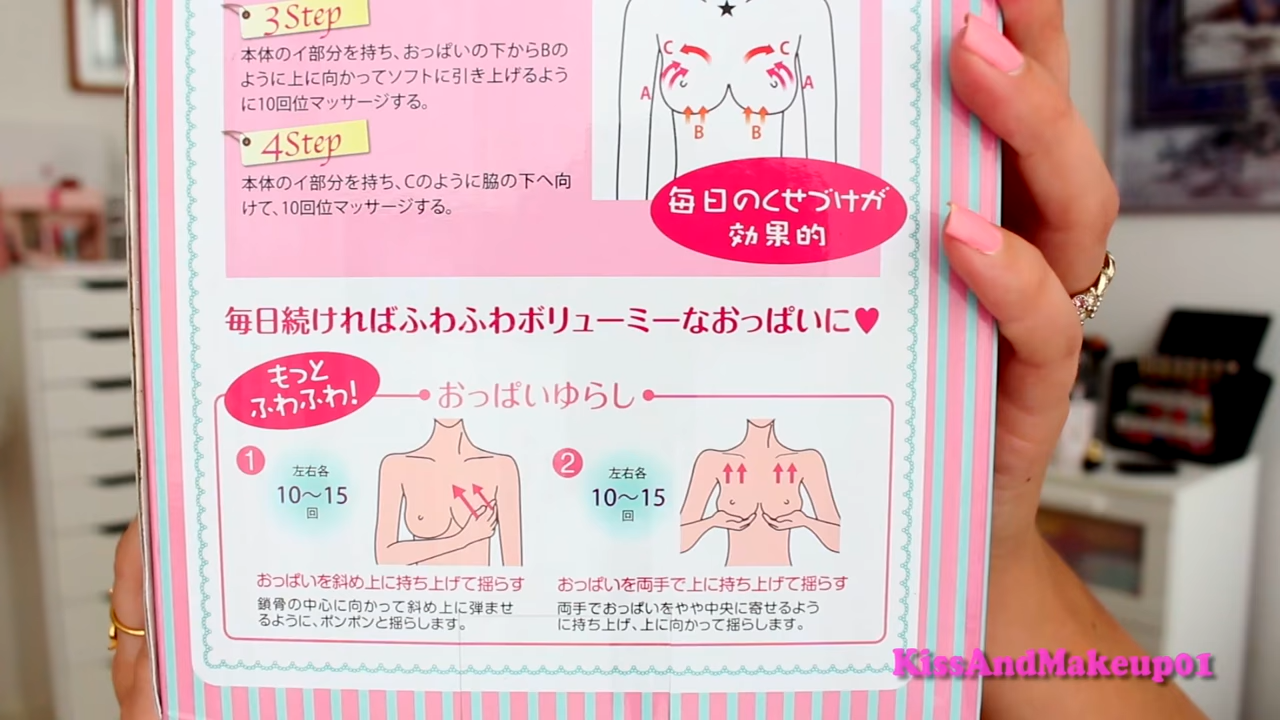 3Step
本体のイ部分を持ち、おっぱいの下からBの
ように上に向かってソフトに引き上げるよう
に10回位マッサージする。
4Step
本体のイ部分を持ち、Cのように脇の下へ向
けて、10回位マッサージする。
★
C C
A A
B B
毎日のくせづけが
効果的
毎日続ければふわふわボリューミーなおっぱいに♥
もっと
ふわふわ!
おっぱいゆらし
1
左右各
10〜15
回
おっぱいを斜め上に持ち上げて揺らす
鎖骨の中心に向かって斜め上に弾ませ
るように、ポンポンと揺らします。
2
左右各
10〜15
回
おっぱいを両手で上に持ち上げて揺らす
両手でおっぱいをやや中央に寄せるよう
に持ち上げ、上に向かって揺らします。
KissAndMakeup01